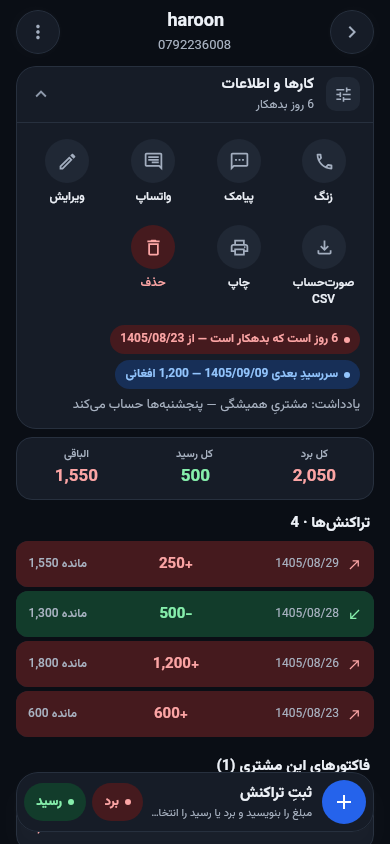 haroon
0792236008
کارها و اطلاعات
6 روز بدهکار
زنگ
پیامک
واتساپ
ویرایش
صورت‌حساب CSV
چاپ
حذف
6 روز است که بدهکار است — از 1405/08/23
سررسیدِ بعدی 1405/09/09 — 1,200 افغانی
یادداشت: مشتریِ همیشگی — پنجشنبه‌ها حساب می‌کند
کل برد
کل رسید
الباقی
2,050
500
1,550
تراکنش‌ها · 4
1405/08/29 +250 مانده 1,550
1405/08/28 −500 مانده 1,300
1405/08/26 +1,200 مانده 1,800
1405/08/23 +600 مانده 600
فاکتورهای این مشتری (1)
ثبتِ تراکنش
مبلغ را بنویسید و برد یا رسید را انتخا...
برد
رسید